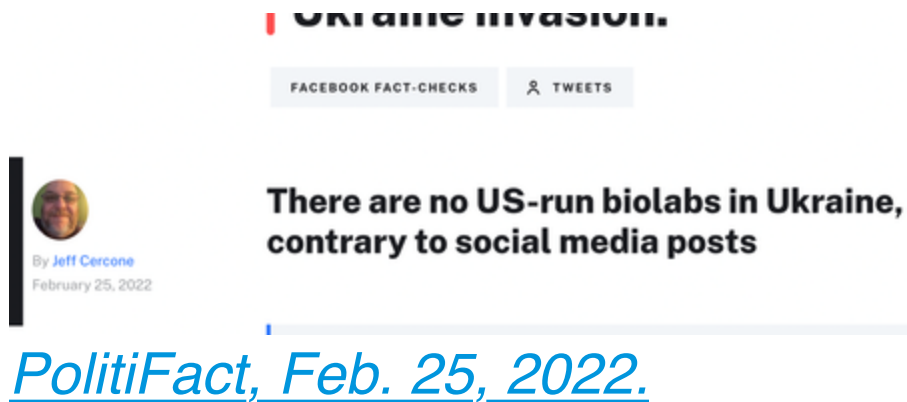 Ukraine invasion.
FACEBOOK FACT-CHECKS TWEETS
There are no US-run biolabs in Ukraine,
contrary to social media posts
By Jeff Cercone
February 25, 2022
PolitiFact, Feb. 25, 2022.